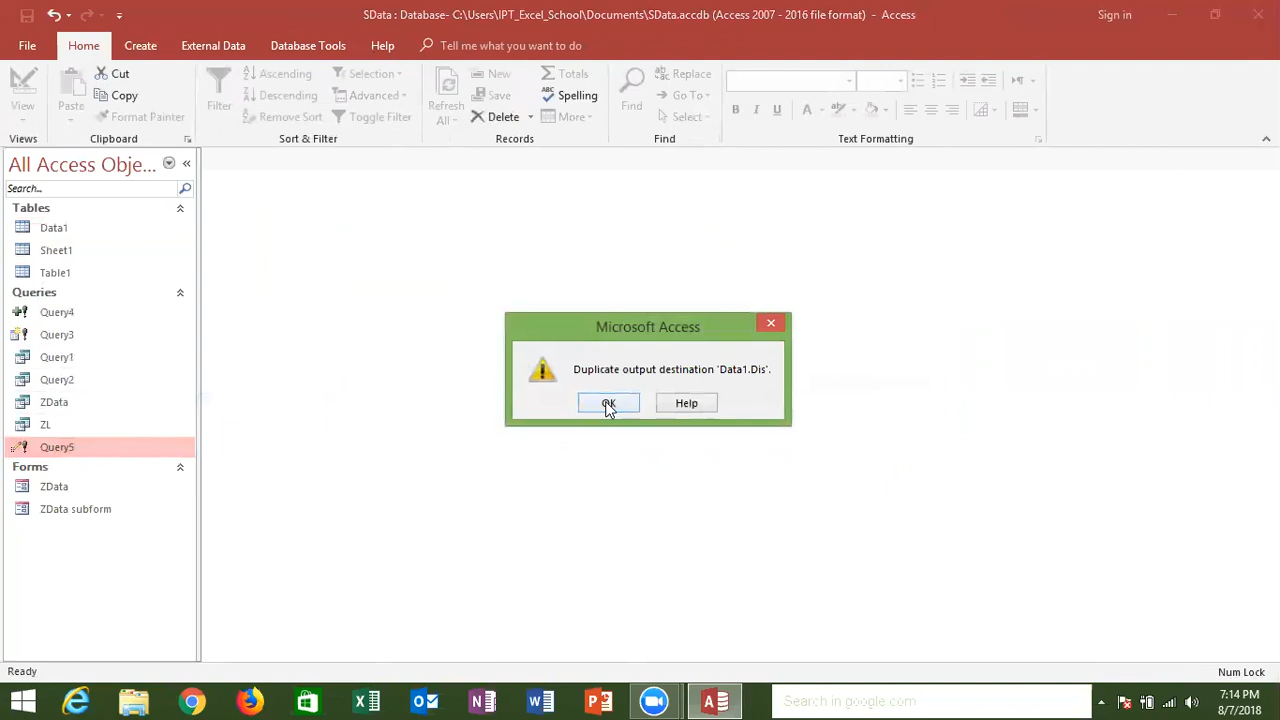 SData : Database- C:\Users\IPT_Excel_School\Documents\SData.accdb (Access 2007 - 2016 file format) - Access
Sign in
File
Home
Create
External Data
Database Tools
Help
Tell me what you want to do
View
Paste
Cut
Copy
Format Painter
Filter
Ascending
Descending
Remove Sort
Selection
Advanced
Toggle Filter
Refresh
All
New
Save
Delete
Totals
Spelling
More
Find
Replace
Go To
Select
B I U
A
Views
Clipboard
Sort & Filter
Records
Find
Text Formatting
All Access Obje...
Search...
Tables
Data1
Sheet1
Table1
Queries
Query4
Query3
Query1
Query2
ZData
ZL
Query5
Forms
ZData
ZData subform
Microsoft Access
Duplicate output destination 'Data1.Dis'.
OK
Help
Ready
Num Lock
Search in google.com
7:14 PM
8/7/2018